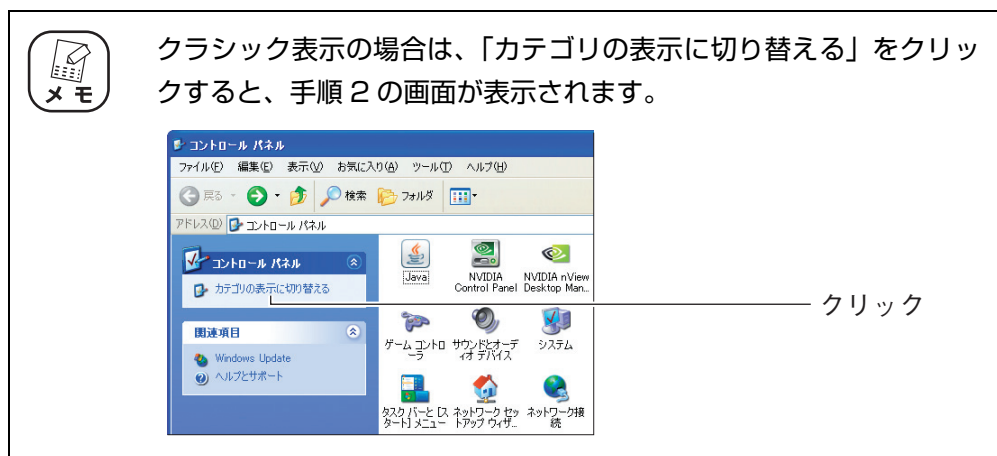 クラシック表示の場合は、「カテゴリの表示に切り替える」をクリッ
クすると、手順 2 の画面が表示されます。
メモ
コントロール パネル
ファイル(F) 編集(E) 表示(V) お気に入り(A) ツール(T) ヘルプ(H)
戻る 検索 フォルダ
アドレス(D) コントロール パネル
コントロール パネル
カテゴリの表示に切り替える
クリック
関連項目
Windows Update
ヘルプとサポート
Java
NVIDIA
Control Panel
NVIDIA nView
Desktop Man...
ゲーム コントロ
ーラ
サウンドとオーデ
ィオ デバイス
システム
タスク バーと [ス
タート] メニュー
ネットワーク セッ
トアップ ウィザ...
ネットワーク接
続